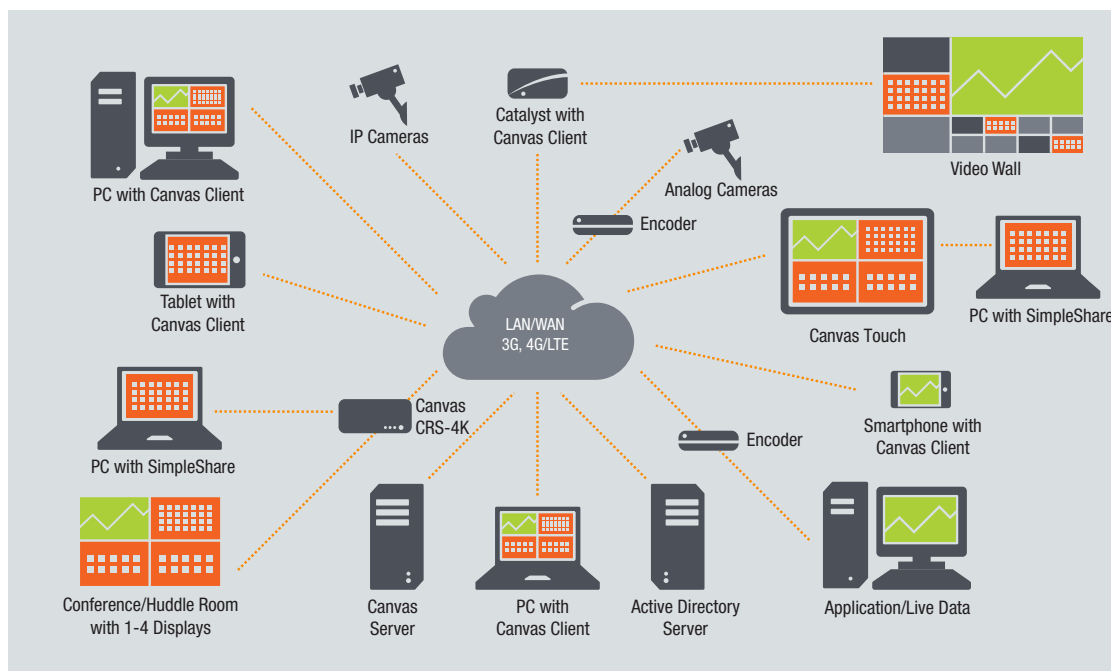 PC with Canvas Client
IP Cameras
Catalyst with
Canvas Client
Analog Cameras
Encoder
Video Wall
Tablet with
Canvas Client
LAN/WAN
3G, 4G/LTE
Canvas Touch
PC with SimpleShare
PC with SimpleShare
Canvas
CRS-4K
Encoder
Smartphone with
Canvas Client
Conference/Huddle Room
with 1-4 Displays
Canvas
Server
PC with
Canvas Client
Active Directory
Server
Application/Live Data